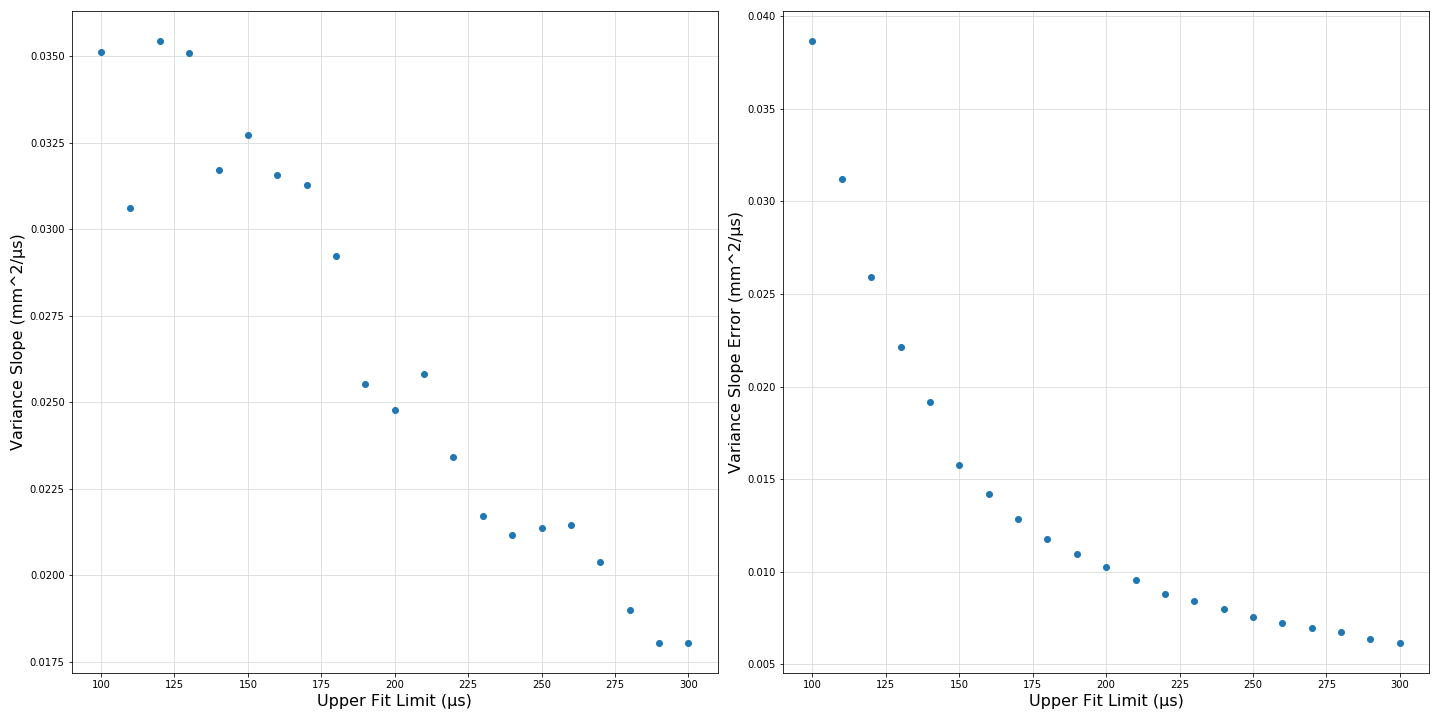 0.0350
0.0325
0.0300
0.0275
0.0250
0.0225
0.0200
0.0175
Variance Slope (mm^2/μs)
100 125 150 175 200 225 250 275 300
Upper Fit Limit (μs)
0.040
0.035
0.030
0.025
0.020
0.015
0.010
0.005
Variance Slope Error (mm^2/μs)
100 125 150 175 200 225 250 275 300
Upper Fit Limit (μs)